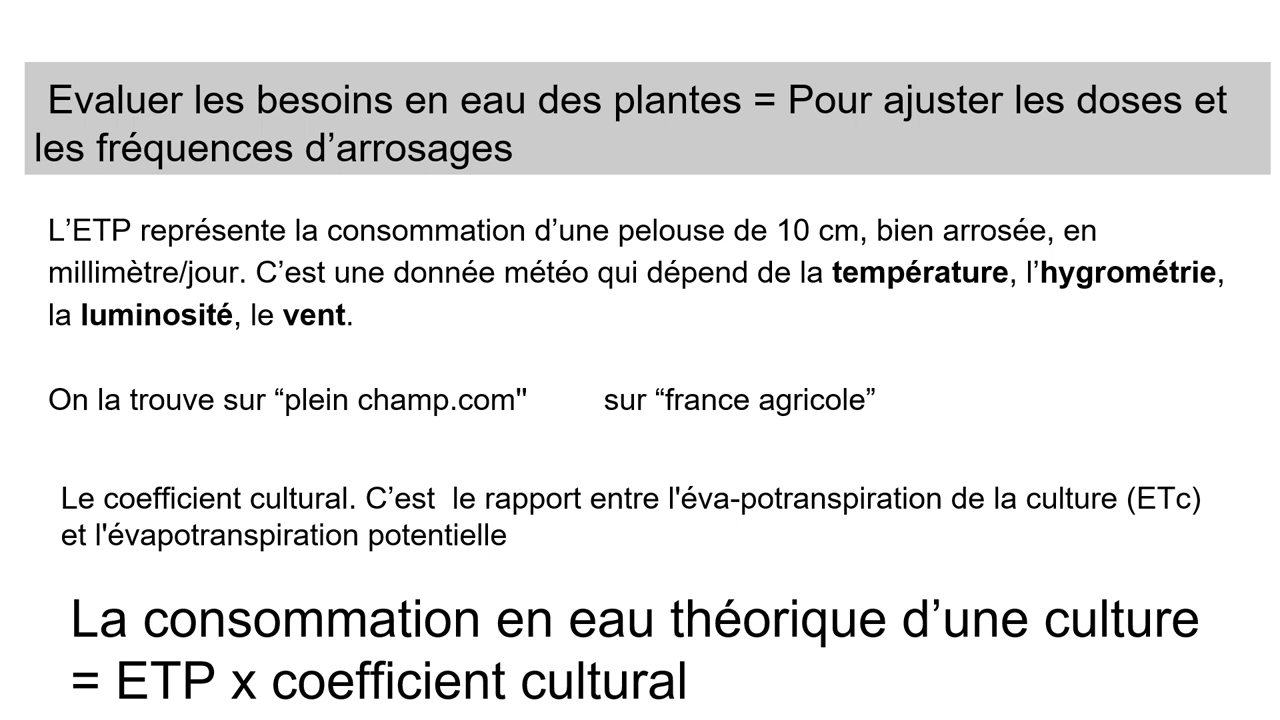 Evaluer les besoins en eau des plantes = Pour ajuster les doses et
les fréquences d’arrosages
L’ETP représente la consommation d’une pelouse de 10 cm, bien arrosée, en
millimètre/jour. C’est une donnée météo qui dépend de la température, l’hygrométrie,
la luminosité, le vent.
On la trouve sur “plein champ.com" sur “france agricole”
Le coefficient cultural. C’est le rapport entre l'éva-potranspiration de la culture (ETc)
et l'évapotranspiration potentielle
La consommation en eau théorique d’une culture
= ETP x coefficient cultural